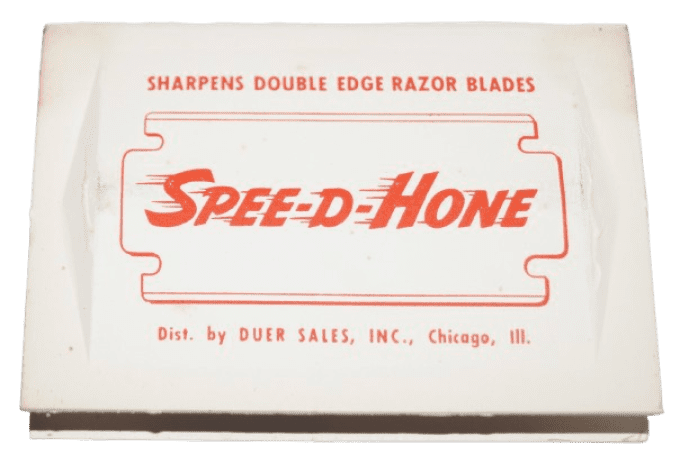 SHARPENS DOUBLE EDGE RAZOR BLADES
SPEE-D-HONE
Dist. by DUER SALES, INC., Chicago, Ill.